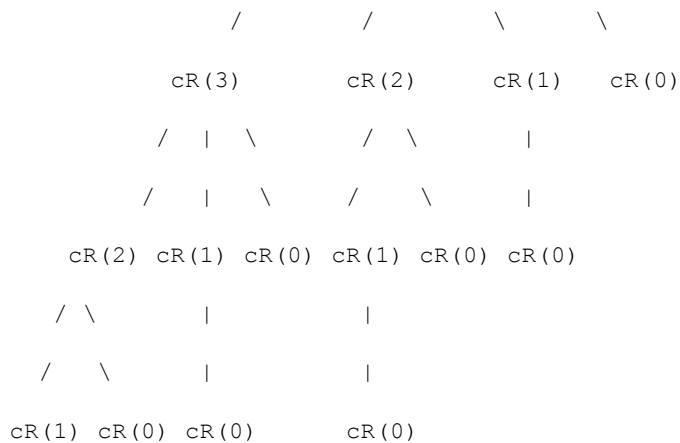 / / \ \
cR(3) cR(2) cR(1) cR(0)
/ | \ / \ |
/ | \ / \ |
cR(2) cR(1) cR(0) cR(1) cR(0) cR(0)
/ \ | |
/ \ | |
cR(1) cR(0) cR(0) cR(0)